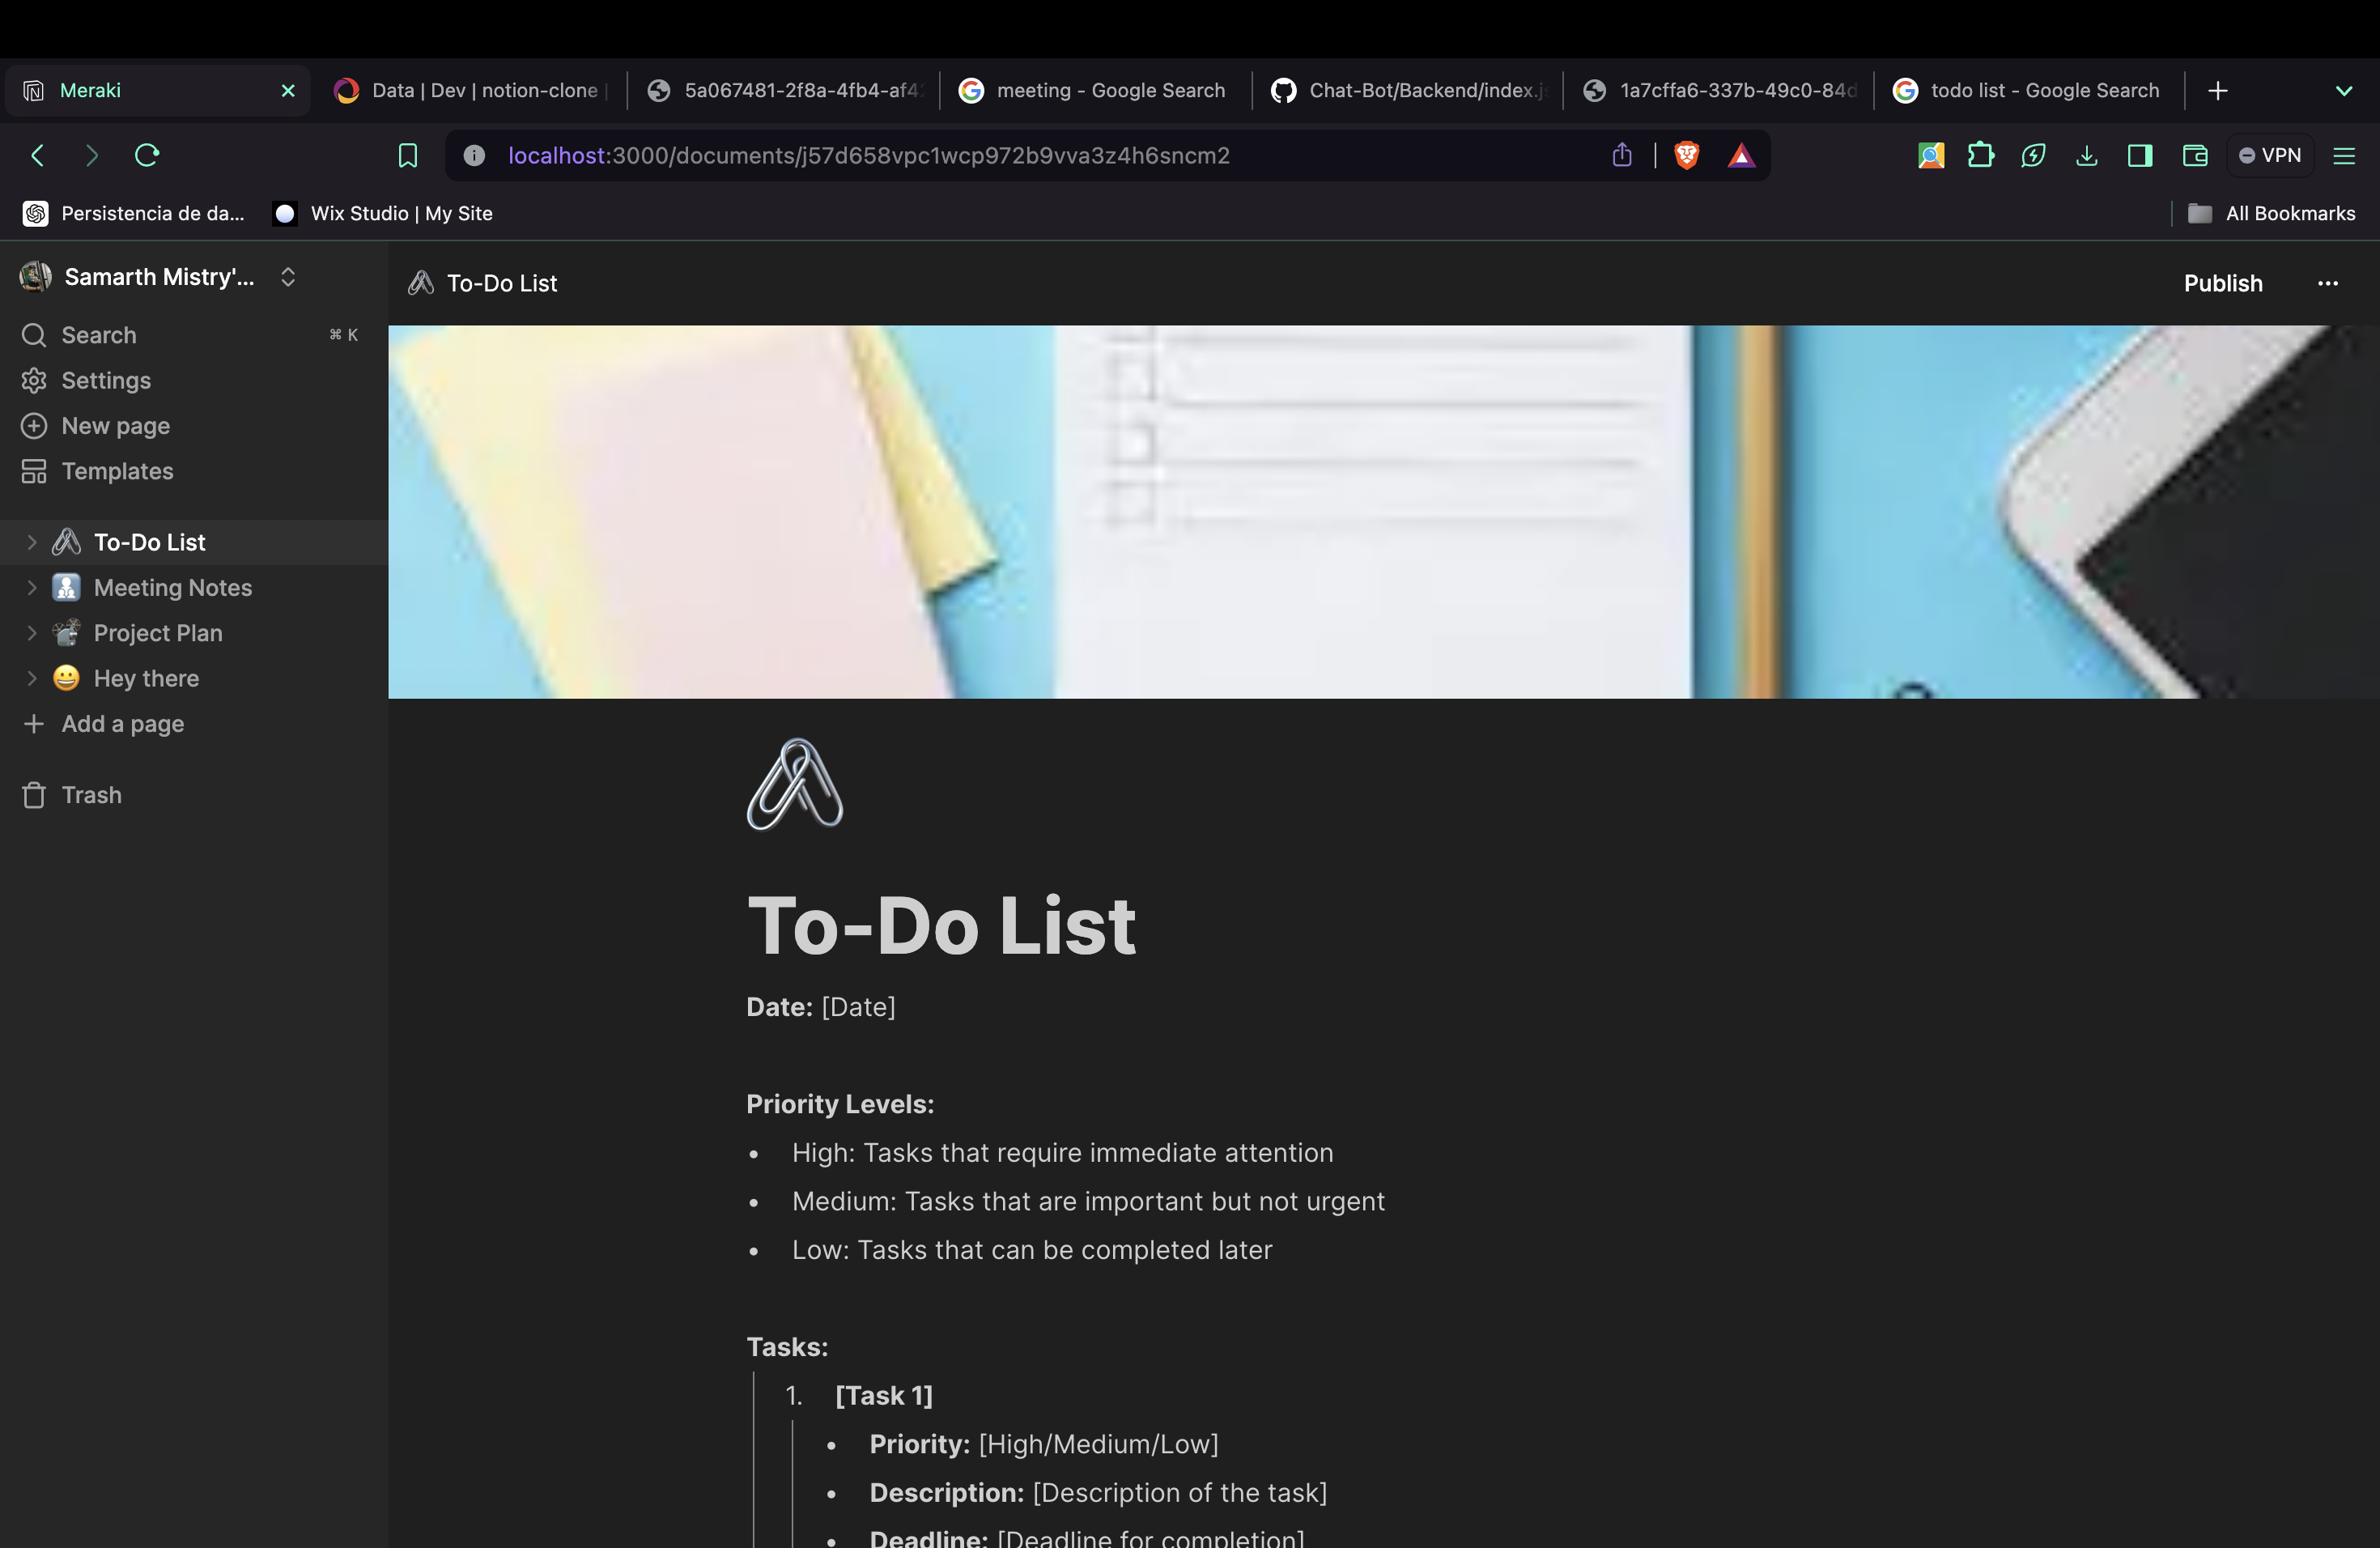 Meraki
Data | Dev | notion-clone |
5a067481-2f8a-4fb4-af42
meeting - Google Search
Chat-Bot/Backend/index.js
1a7cffa6-337b-49c0-84d
todo list - Google Search
localhost:3000/documents/j57d658vpc1wcp972b9vva3z4h6sncm2
VPN
Persistencia de da...
Wix Studio | My Site
All Bookmarks
Samarth Mistry'...
Search
⌘ K
Settings
New page
Templates
To-Do List
Meeting Notes
Project Plan
Hey there
Add a page
Trash
To-Do List
Publish
To-Do List
Date: [Date]
Priority Levels:
• High: Tasks that require immediate attention
• Medium: Tasks that are important but not urgent
• Low: Tasks that can be completed later
Tasks:
1. [Task 1]
• Priority: [High/Medium/Low]
• Description: [Description of the task]
• Deadline: [Deadline for completion]